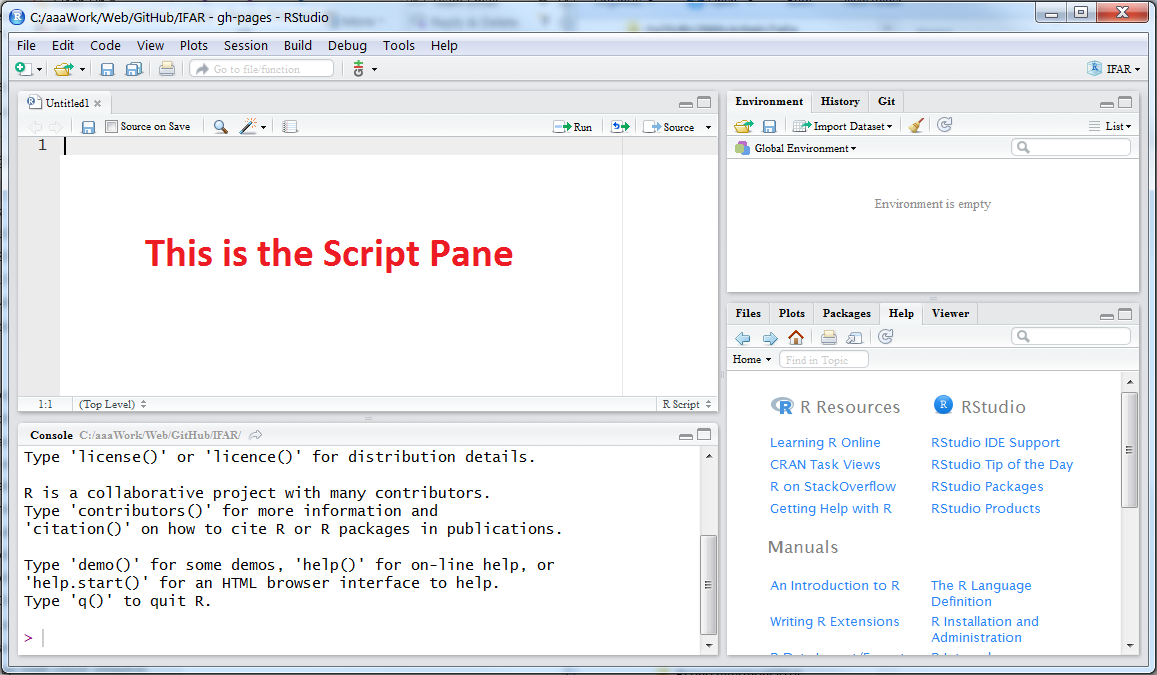 C:/aaaWork/Web/GitHub/IFAR - gh-pages - RStudio
File Edit Code View Plots Session Build Debug Tools Help
Go to file/function
IFAR
Untitled1
Source on Save
Run
Source
1
This is the Script Pane
1:1
(Top Level)
R Script
Console C:/aaaWork/Web/GitHub/IFAR/
Type 'license()' or 'licence()' for distribution details.
R is a collaborative project with many contributors.
Type 'contributors()' for more information and
'citation()' on how to cite R or R packages in publications.
Type 'demo()' for some demos, 'help()' for on-line help, or
'help.start()' for an HTML browser interface to help.
Type 'q()' to quit R.
>
Environment History Git
Import Dataset
List
Global Environment
Environment is empty
Files Plots Packages Help Viewer
Home
Find in Topic
R Resources
Learning R Online
CRAN Task Views
R on StackOverflow
Getting Help with R
RStudio
RStudio IDE Support
RStudio Tip of the Day
RStudio Packages
RStudio Products
Manuals
An Introduction to R
The R Language
Definition
Writing R Extensions
R Installation and
Administration